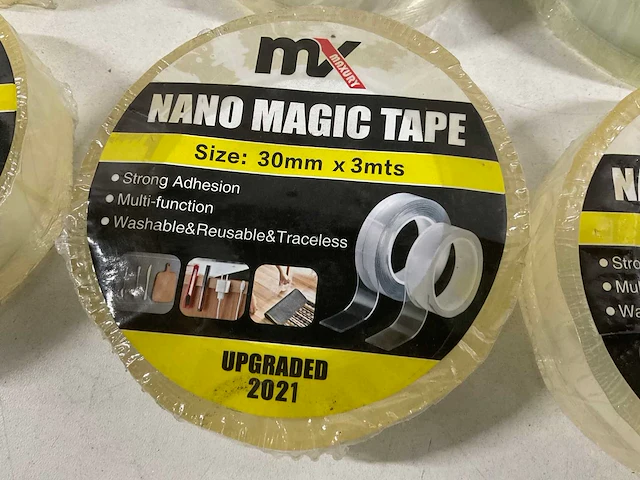 mx
MAXURY
NANO MAGIC TAPE
Size: 30mm x 3mts
• Strong Adhesion
• Multi-function
• Washable&Reusable&Traceless
UPGRADED
2021